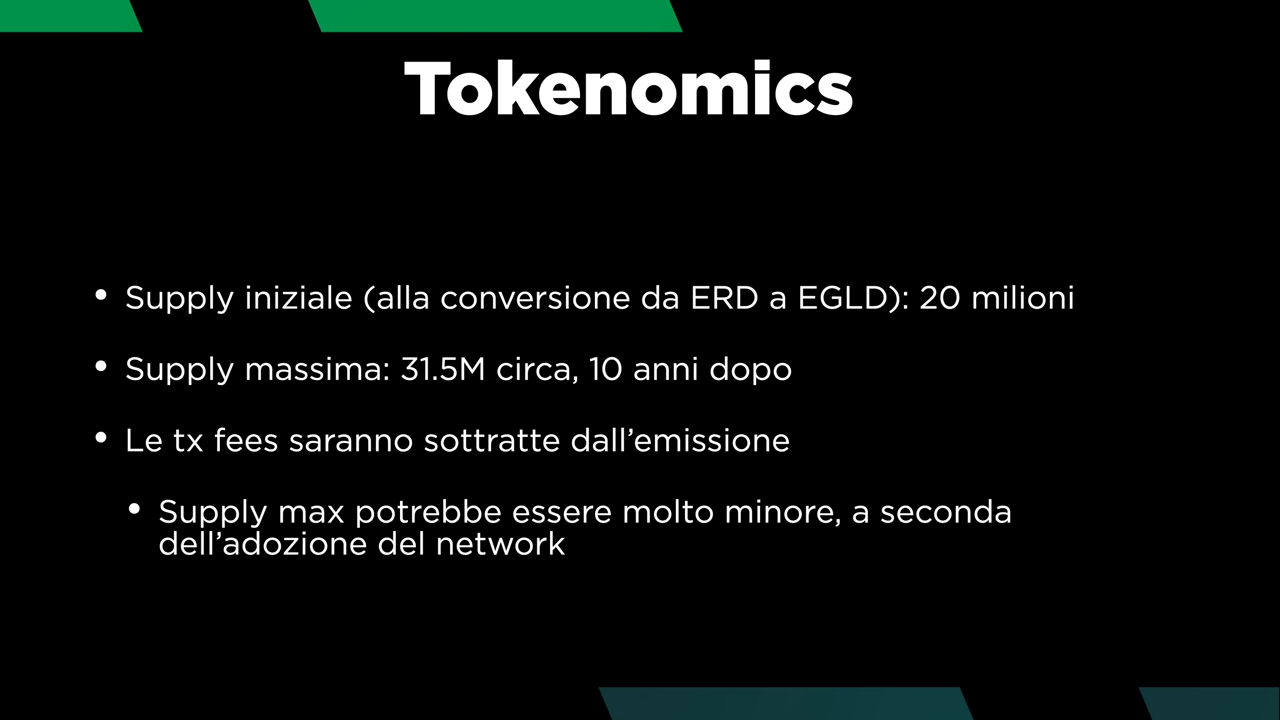 Tokenomics
• Supply iniziale (alla conversione da ERD a EGLD): 20 milioni
• Supply massima: 31.5M circa, 10 anni dopo
• Le tx fees saranno sottratte dall’emissione
• Supply max potrebbe essere molto minore, a seconda
dell’adozione del network